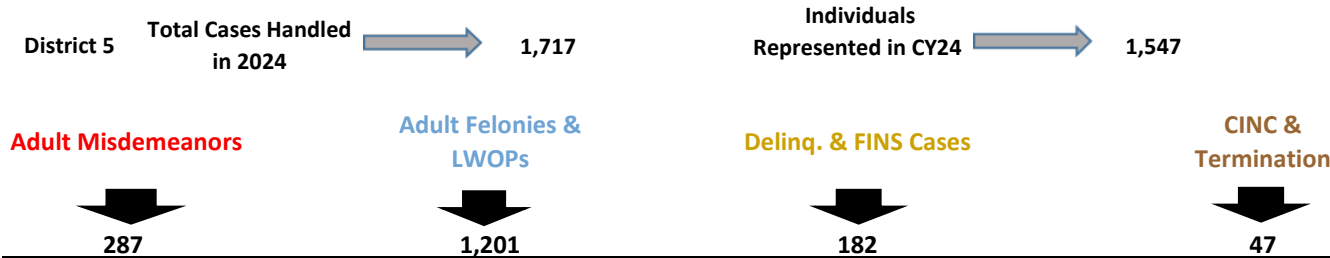 District 5
Total Cases Handled
in 2024
1,717
Individuals
Represented in CY24
1,547
Adult Misdemeanors
Adult Felonies &
LWOPs
Delinq. & FINS Cases
CINC &
Termination
287
1,201
182
47